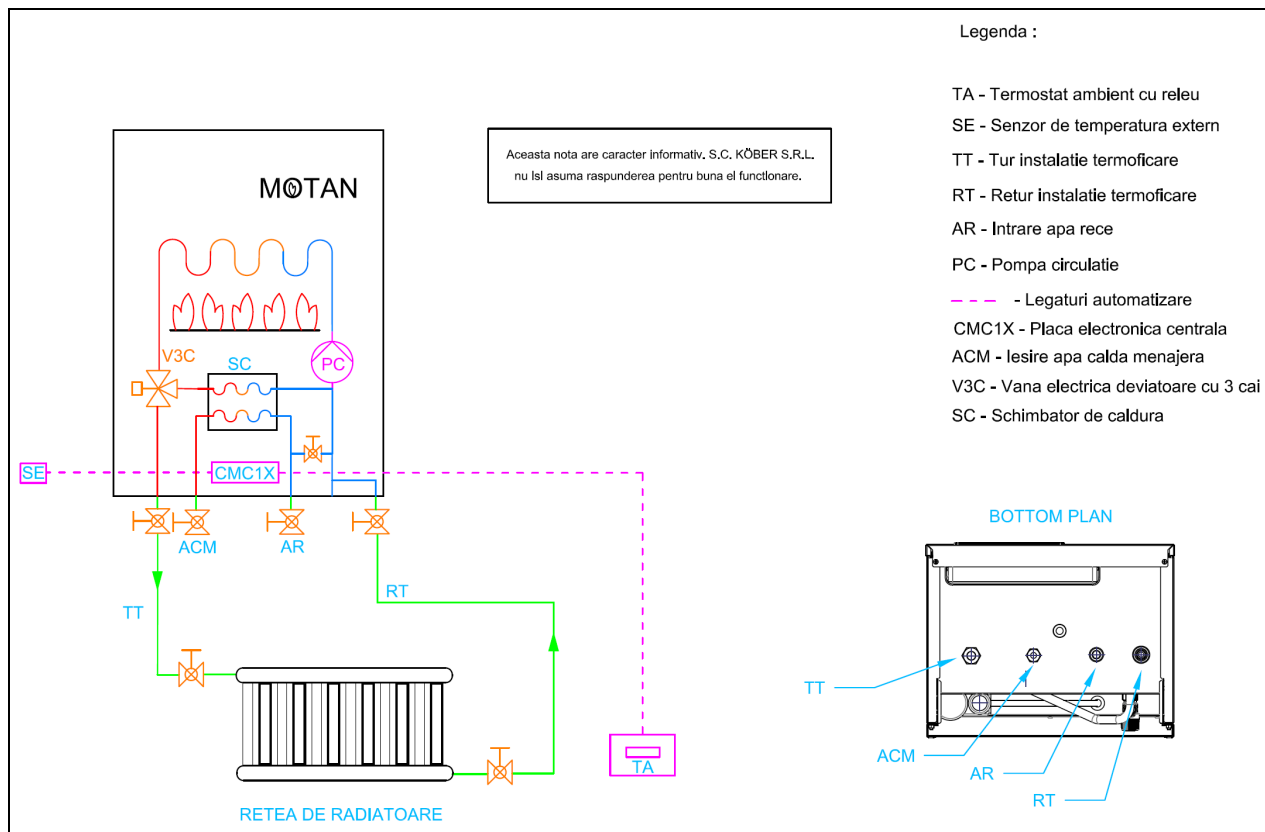 Legenda :
TA - Termostat ambient cu releu
SE - Senzor de temperatura extern
TT - Tur instalatie termoficare
RT - Retur instalatie termoficare
AR - Intrare apa rece
PC - Pompa circulatie
- Legaturi automatizare
CMC1X - Placa electronica centrala
ACM - Iesire apa calda menajera
V3C - Vana electrica deviatoare cu 3 cai
SC - Schimbator de caldura
Aceasta nota are caracter informativ. S.C. KÖBER S.R.L.
nu isi asuma raspunderea pentru buna ei functionare.
MOTAN
V3C
SC
PC
SE
CMC1X
ACM
AR
RT
TT
TA
RETEA DE RADIATOARE
BOTTOM PLAN
TT
ACM
AR
RT